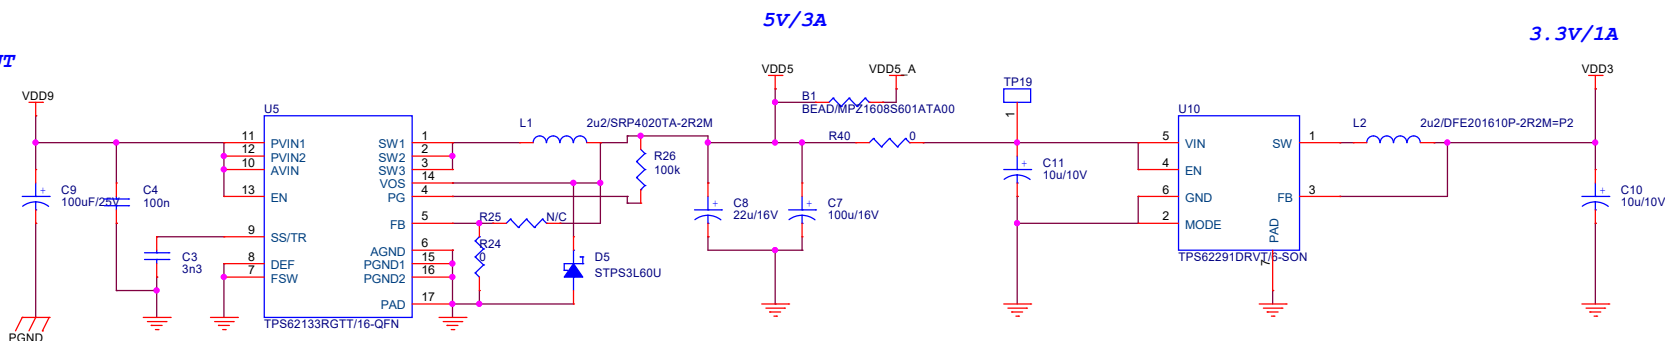 5V/3A
3.3V/1A
VDD9
VDD5
VDD5_A
TP19
VDD3
U5
B1
BEAD/MPZ1608S601ATA00
1
U10
L1
2u2/SRP4020TA-2R2M
L2
2u2/DFE201610P-2R2M=P2
11
PVIN1
SW1
1
12
PVIN2
SW2
2
10
AVIN
SW3
3
VOS
14
13
EN
PG
4
FB
5
9
SS/TR
AGND
6
8
DEF
PGND1
15
7
FSW
PGND2
16
PAD
17
TPS62133RGTT/16-QFN
C9
100uF/25V
C4
100n
C3
3n3
R26
100k
R25
N/C
R24
0
D5
STPS3L60U
C8
22u/16V
C7
100u/16V
R40
0
C11
10u/10V
5
VIN
SW
1
4
EN
6
GND
FB
3
2
MODE
PAD
7
TPS62291DRVT/6-SON
C10
10u/10V
PGND